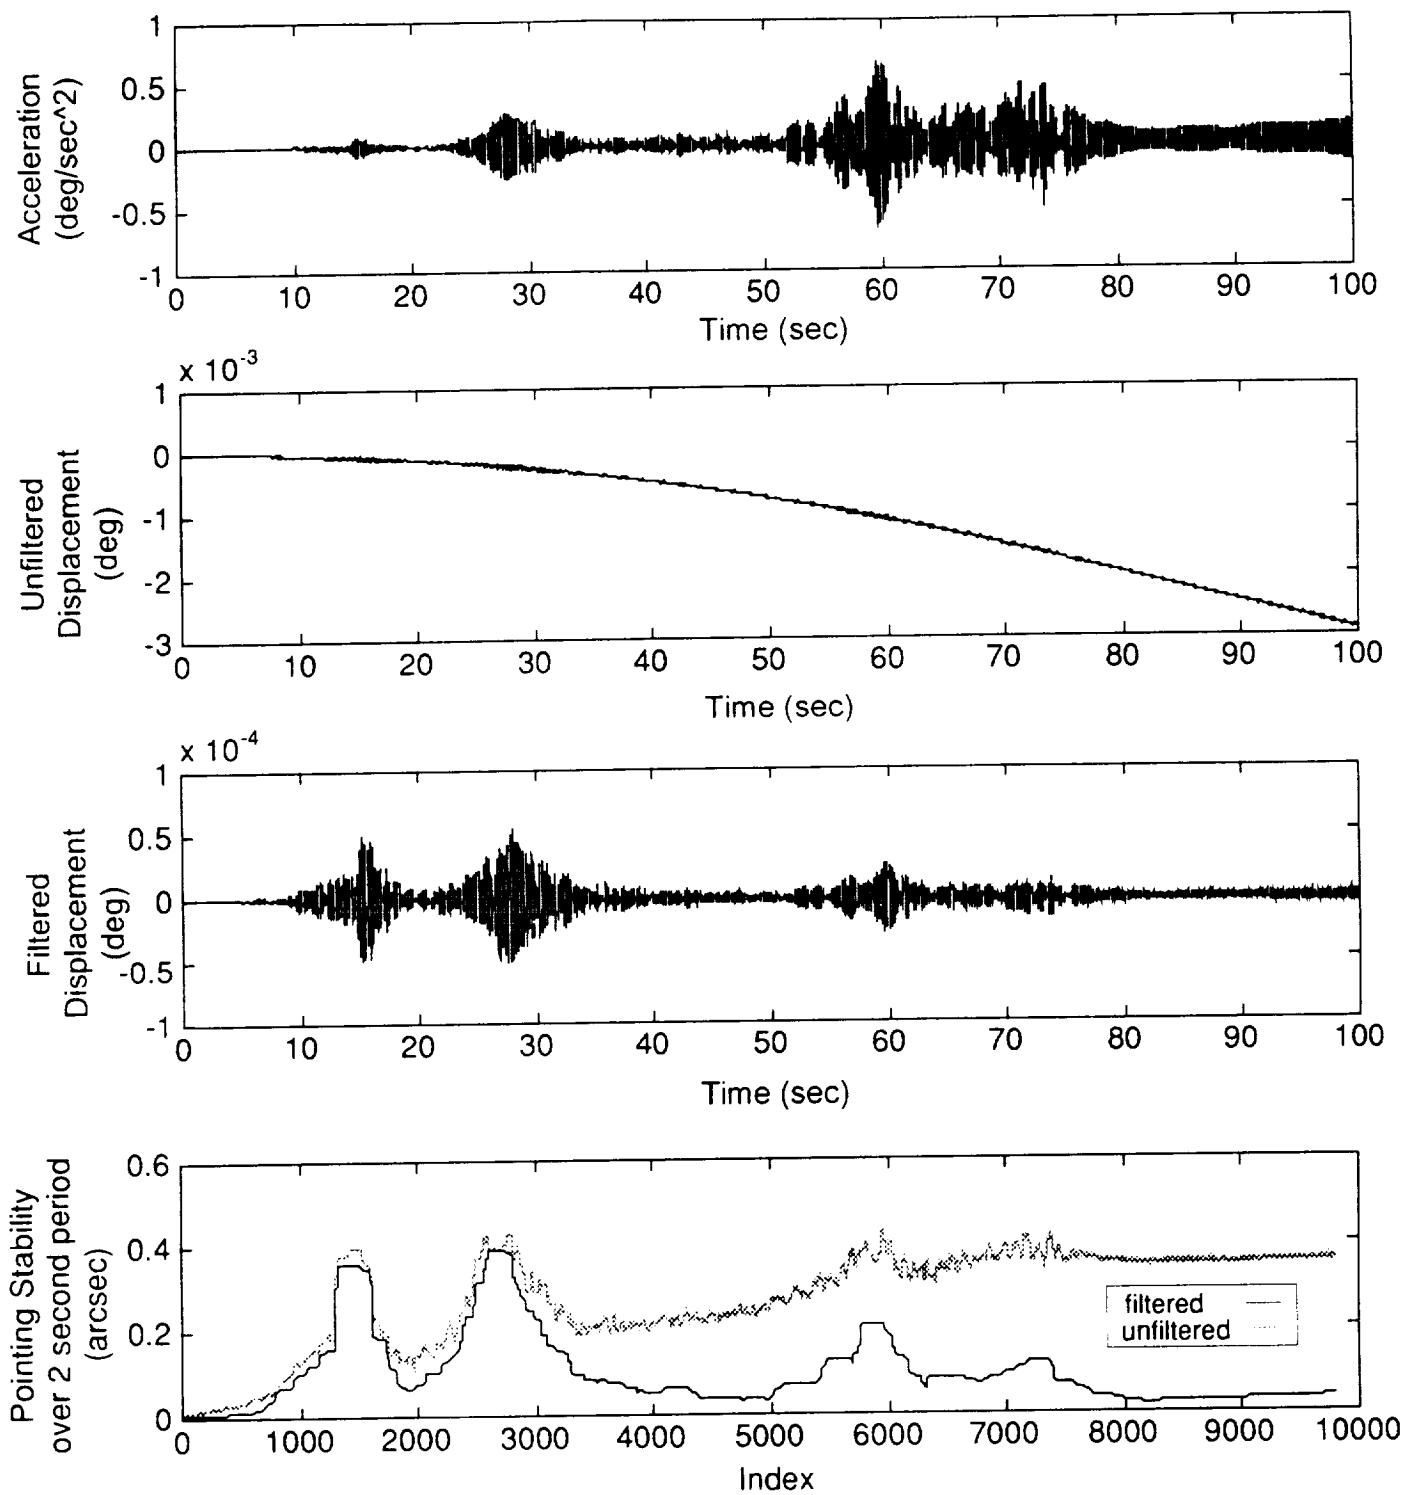 Acceleration
(deg/sec^2)
1
0.5
0
-0.5
-1
0 10 20 30 40 50 60 70 80 90 100
Time (sec)
x 10-3
Unfiltered
Displacement
(deg)
1
0
-1
-2
-3
0 10 20 30 40 50 60 70 80 90 100
Time (sec)
x 10-4
Filtered
Displacement
(deg)
1
0.5
0
-0.5
-1
0 10 20 30 40 50 60 70 80 90 100
Time (sec)
Pointing Stability
over 2 second period
(arcsec)
0.6
0.4
0.2
0
filtered
unfiltered
0 1000 2000 3000 4000 5000 6000 7000 8000 9000 10000
Index